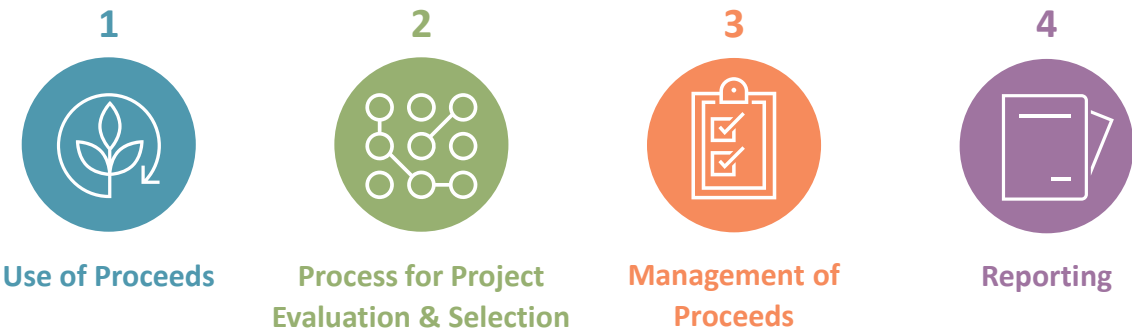 1
2
3
4
Use of Proceeds
Process for Project
Evaluation & Selection
Management of
Proceeds
Reporting